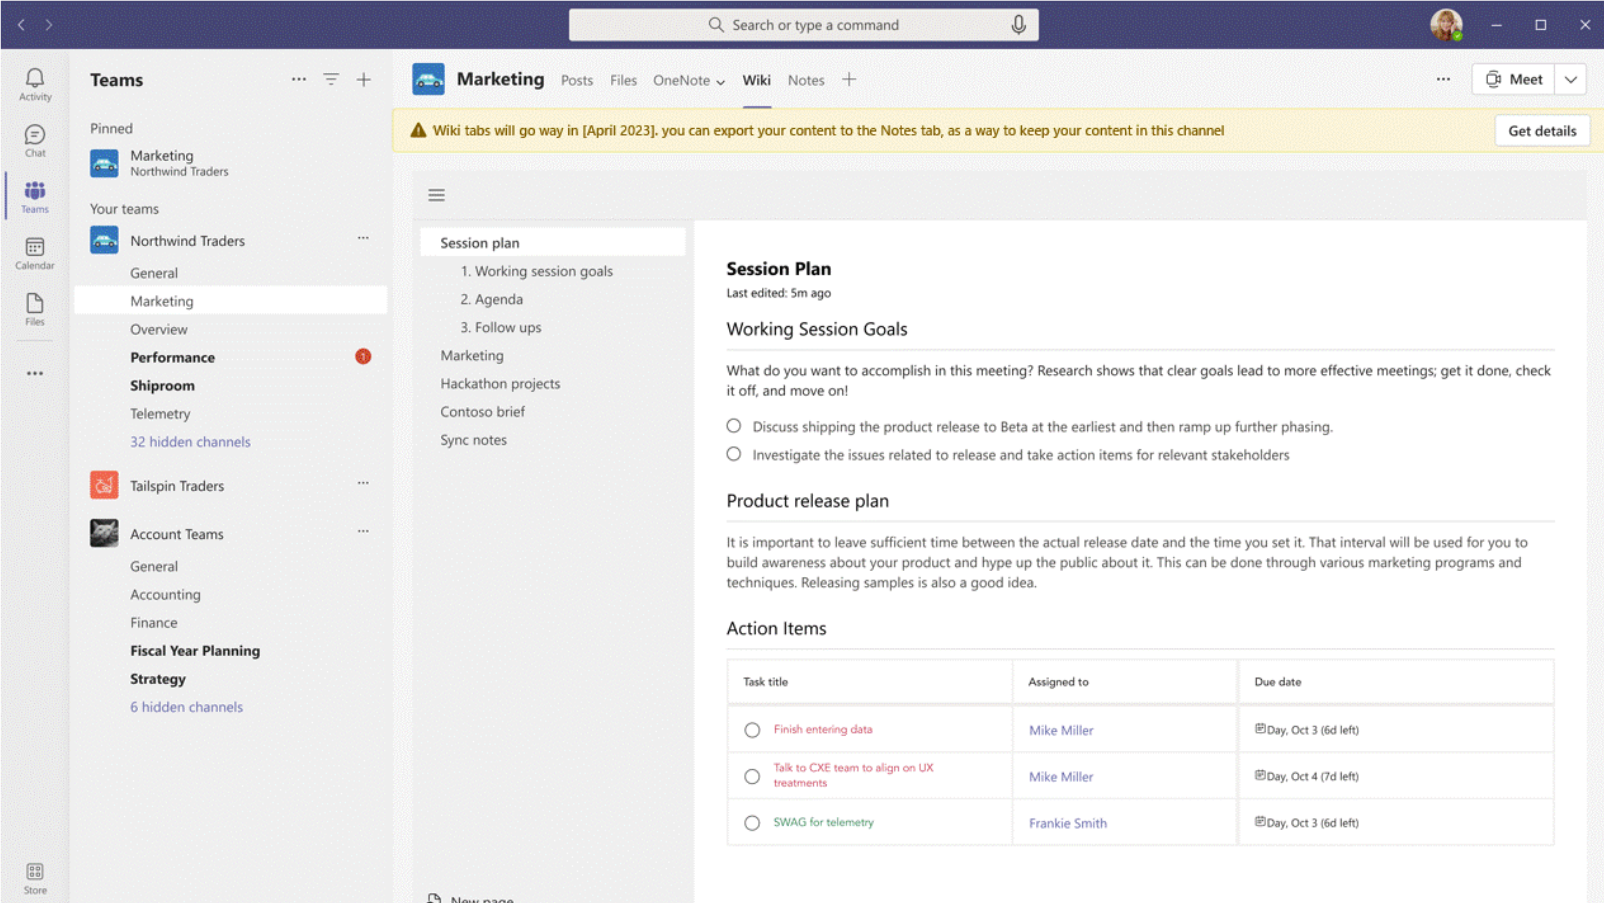 Search or type a command
Activity
Chat
Teams
Calendar
Files
Store
Teams
Pinned
Marketing
Northwind Traders
Your teams
Northwind Traders
General
Marketing
Overview
Performance
1
Shiproom
Telemetry
32 hidden channels
Tailspin Traders
Account Teams
General
Accounting
Finance
Fiscal Year Planning
Strategy
6 hidden channels
Marketing Posts Files OneNote Wiki Notes
Meet
Wiki tabs will go way in [April 2023]. you can export your content to the Notes tab, as a way to keep your content in this channel
Get details
Session plan
1. Working session goals
2. Agenda
3. Follow ups
Marketing
Hackathon projects
Contoso brief
Sync notes
New page
Session Plan
Last edited: 5m ago
Working Session Goals
What do you want to accomplish in this meeting? Research shows that clear goals lead to more effective meetings; get it done, check
it off, and move on!
Discuss shipping the product release to Beta at the earliest and then ramp up further phasing.
Investigate the issues related to release and take action items for relevant stakeholders
Product release plan
It is important to leave sufficient time between the actual release date and the time you set it. That interval will be used for you to
build awareness about your product and hype up the public about it. This can be done through various marketing programs and
techniques. Releasing samples is also a good idea.
Action Items
Task title Assigned to Due date
Finish entering data Mike Miller Day, Oct 3 (6d left)
Talk to CXE team to align on UX
treatments Mike Miller Day, Oct 4 (7d left)
SWAG for telemetry Frankie Smith Day, Oct 3 (6d left)